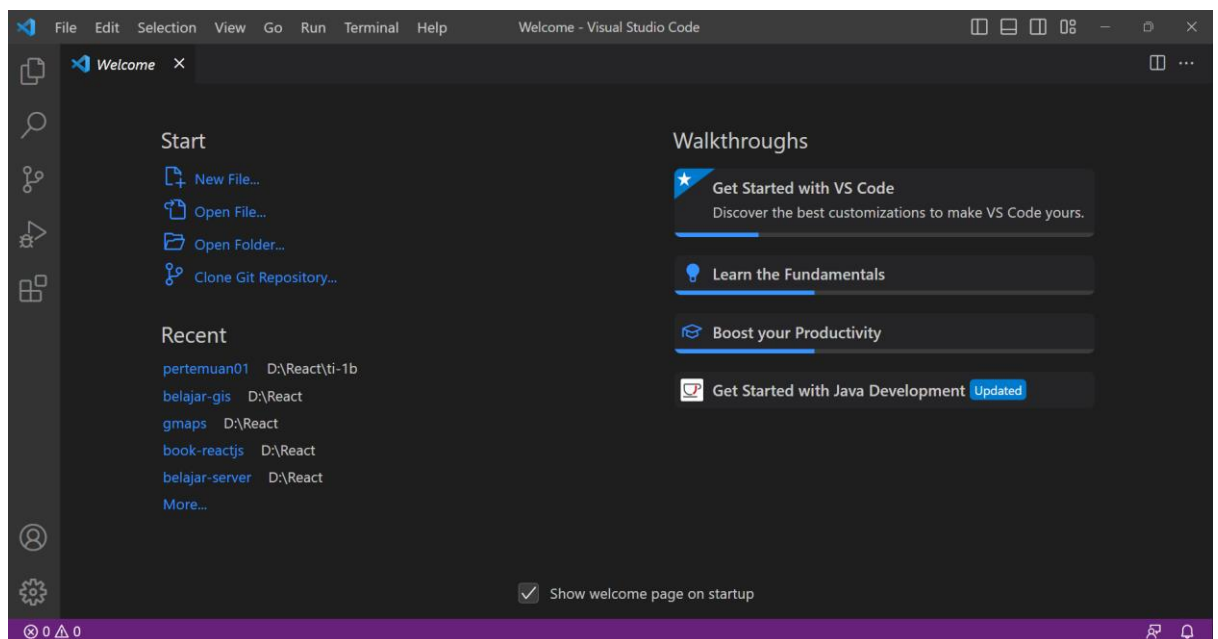 File Edit Selection View Go Run Terminal Help Welcome - Visual Studio Code
Welcome
Start
New File...
Open File...
Open Folder...
Clone Git Repository...
Recent
pertemuan01 D:\React\ti-1b
belajar-gis D:\React
gmaps D:\React
book-reactjs D:\React
belajar-server D:\React
More...
Walkthroughs
Get Started with VS Code
Discover the best customizations to make VS Code yours.
Learn the Fundamentals
Boost your Productivity
Get Started with Java Development Updated
Show welcome page on startup
0 0